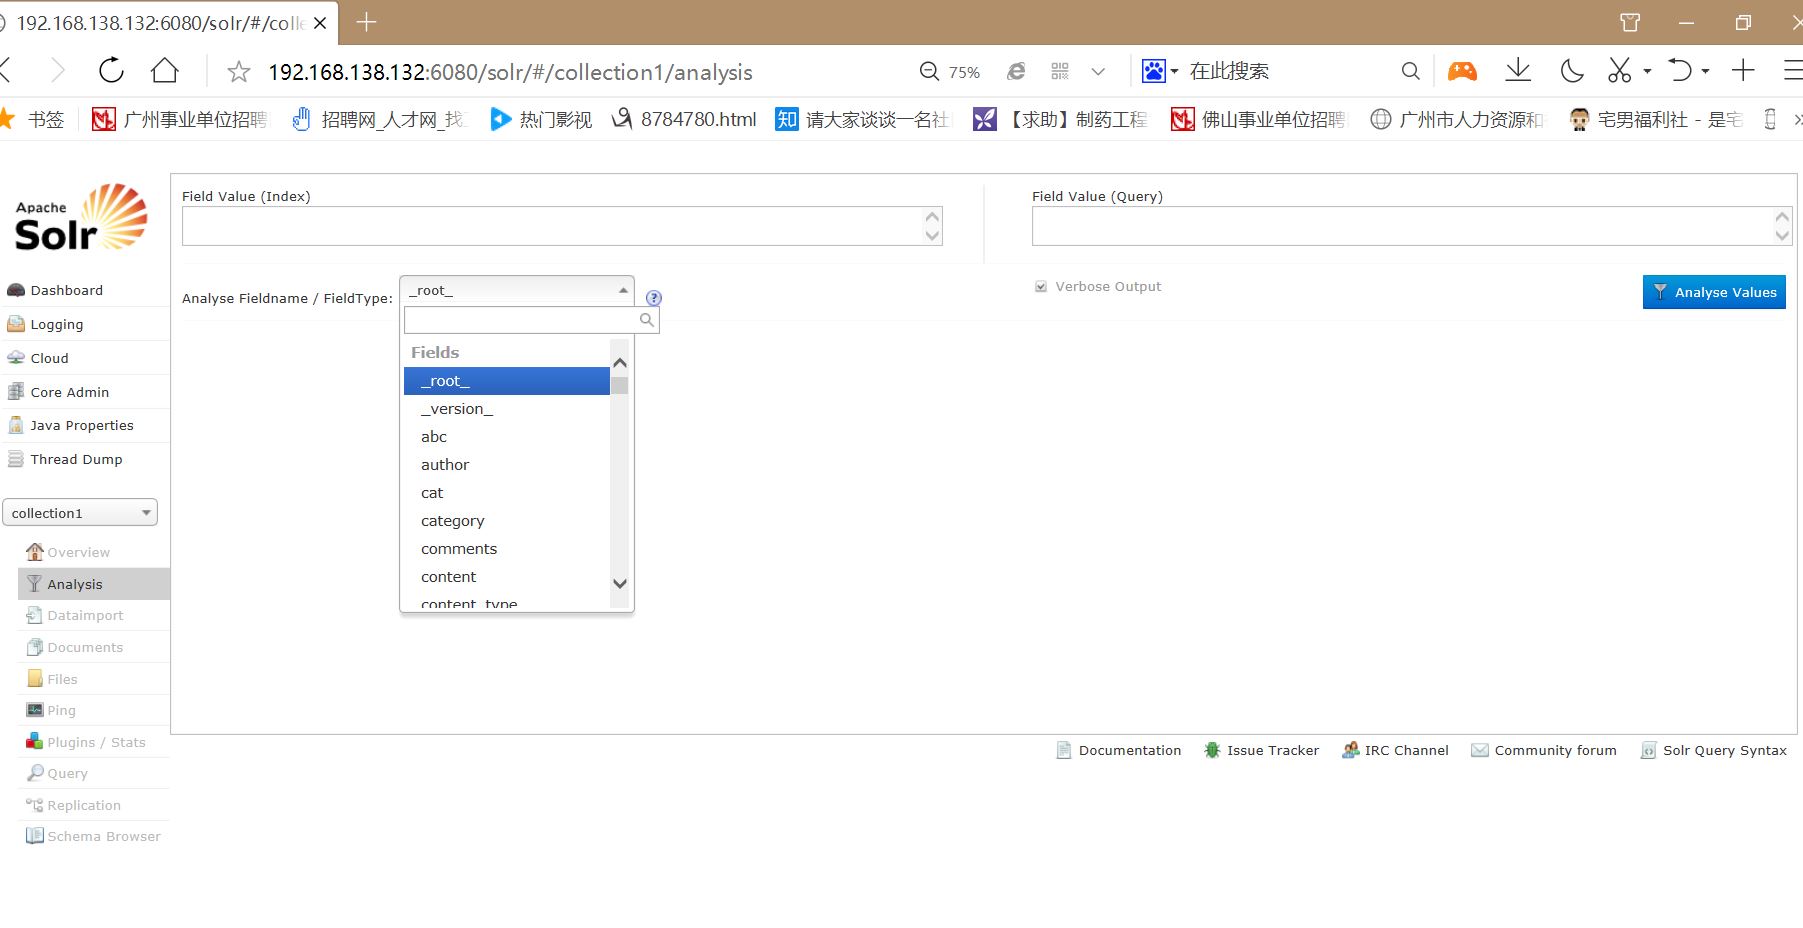 192.168.138.132:6080/solr/#/colle
192.168.138.132:6080/solr/#/collection1/analysis
75%
在此搜索
书签
广州事业单位招聘
招聘网_人才网_找
热门影视
8784780.html
知 请大家谈谈一名社
【求助】制药工程
佛山事业单位招聘
广州市人力资源和
宅男福利社 - 是宅
Apache
Solr
Dashboard
Logging
Cloud
Core Admin
Java Properties
Thread Dump
collection1
Overview
Analysis
Dataimport
Documents
Files
Ping
Plugins / Stats
Query
Replication
Schema Browser
Field Value (Index)
Field Value (Query)
Analyse Fieldname / FieldType:
_root_
?
Verbose Output
Analyse Values
Fields
_root_
_version_
abc
author
cat
category
comments
content
content_type
Documentation
Issue Tracker
IRC Channel
Community forum
Solr Query Syntax